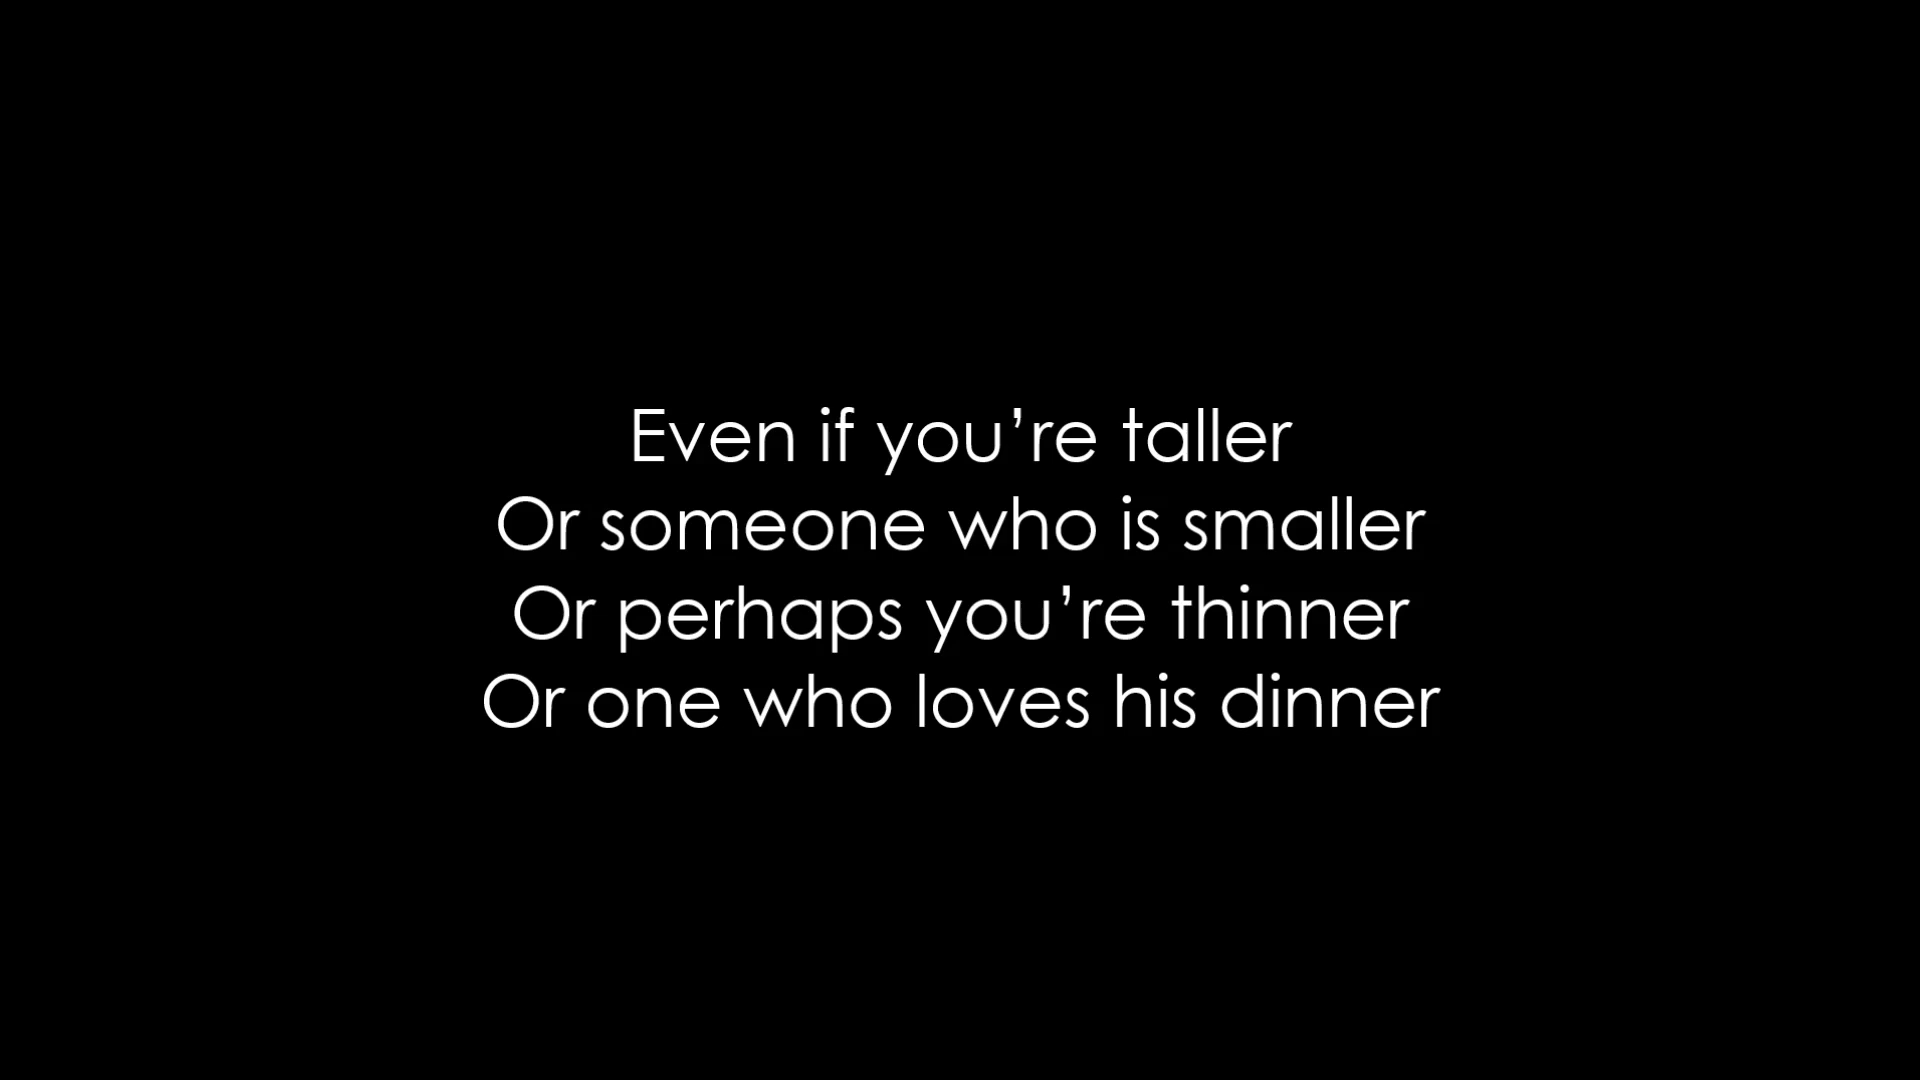 Even if you’re taller
Or someone who is smaller
Or perhaps you’re thinner
Or one who loves his dinner